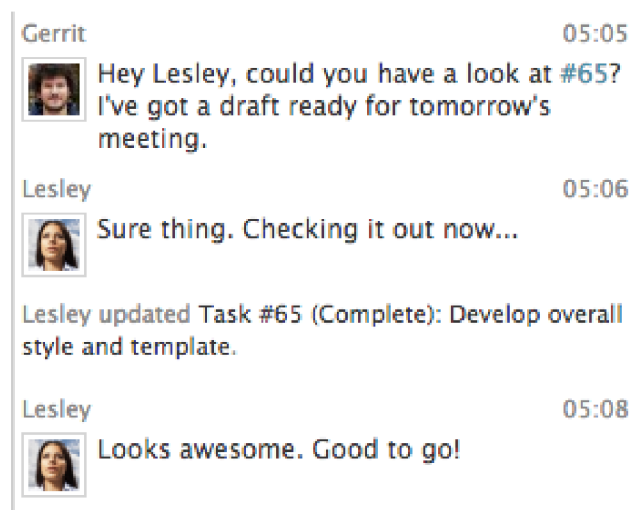 Gerrit 05:05
Hey Lesley, could you have a look at #65?
I've got a draft ready for tomorrow's
meeting.
Lesley 05:06
Sure thing. Checking it out now...
Lesley updated Task #65 (Complete): Develop overall
style and template.
Lesley 05:08
Looks awesome. Good to go!